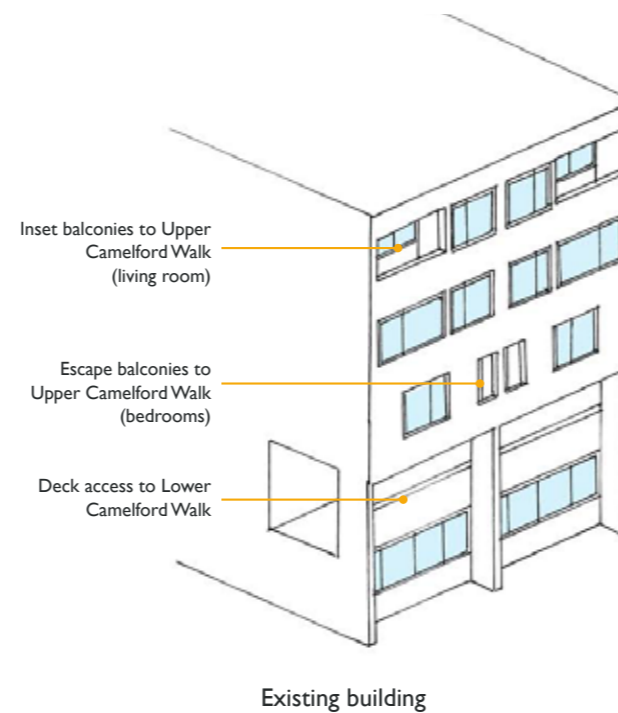 Inset balconies to Upper
Camelford Walk
(living room)
Escape balconies to
Upper Camelford Walk
(bedrooms)
Deck access to Lower
Camelford Walk
Existing building